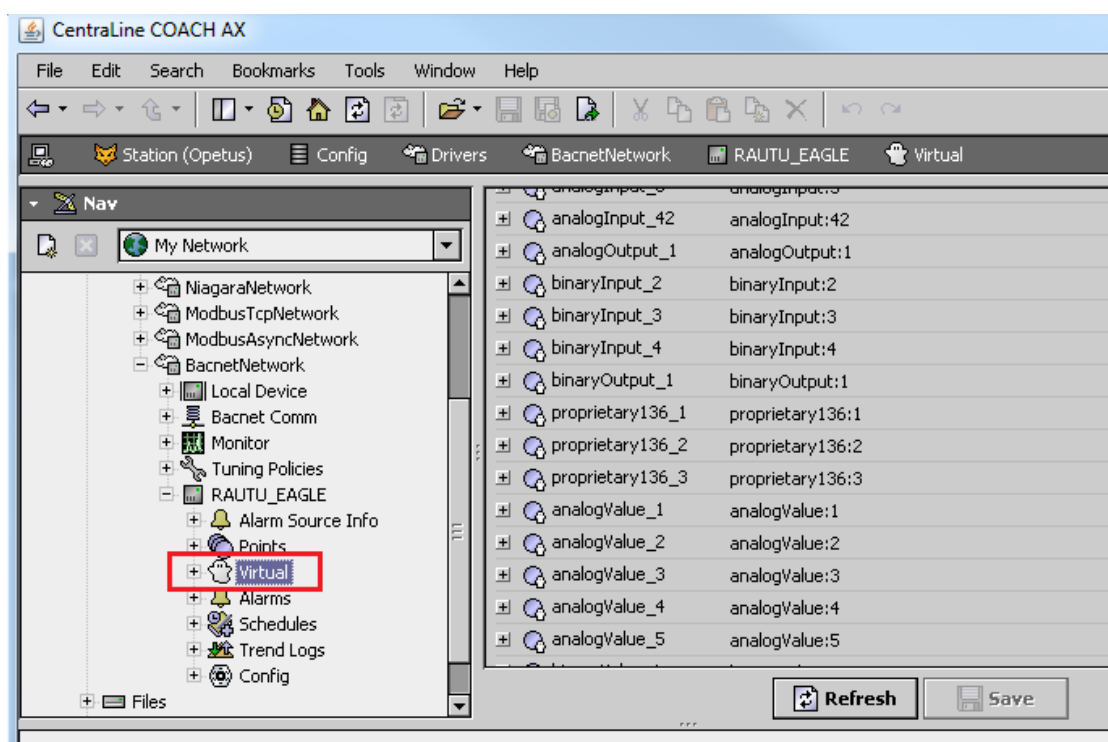 CentraLine COACH AX
File Edit Search Bookmarks Tools Window Help
Station (Opetus) Config Drivers BacnetNetwork RAUTU_EAGLE Virtual
Nav
My Network
NiagaraNetwork
ModbusTcpNetwork
ModbusAsyncNetwork
BacnetNetwork
Local Device
Bacnet Comm
Monitor
Tuning Policies
RAUTU_EAGLE
Alarm Source Info
Points
Virtual
Alarms
Schedules
Trend Logs
Config
Files
analogInput_42 analogInput:42
analogOutput_1 analogOutput:1
binaryInput_2 binaryInput:2
binaryInput_3 binaryInput:3
binaryInput_4 binaryInput:4
binaryOutput_1 binaryOutput:1
proprietary136_1 proprietary136:1
proprietary136_2 proprietary136:2
proprietary136_3 proprietary136:3
analogValue_1 analogValue:1
analogValue_2 analogValue:2
analogValue_3 analogValue:3
analogValue_4 analogValue:4
analogValue_5 analogValue:5
Refresh Save